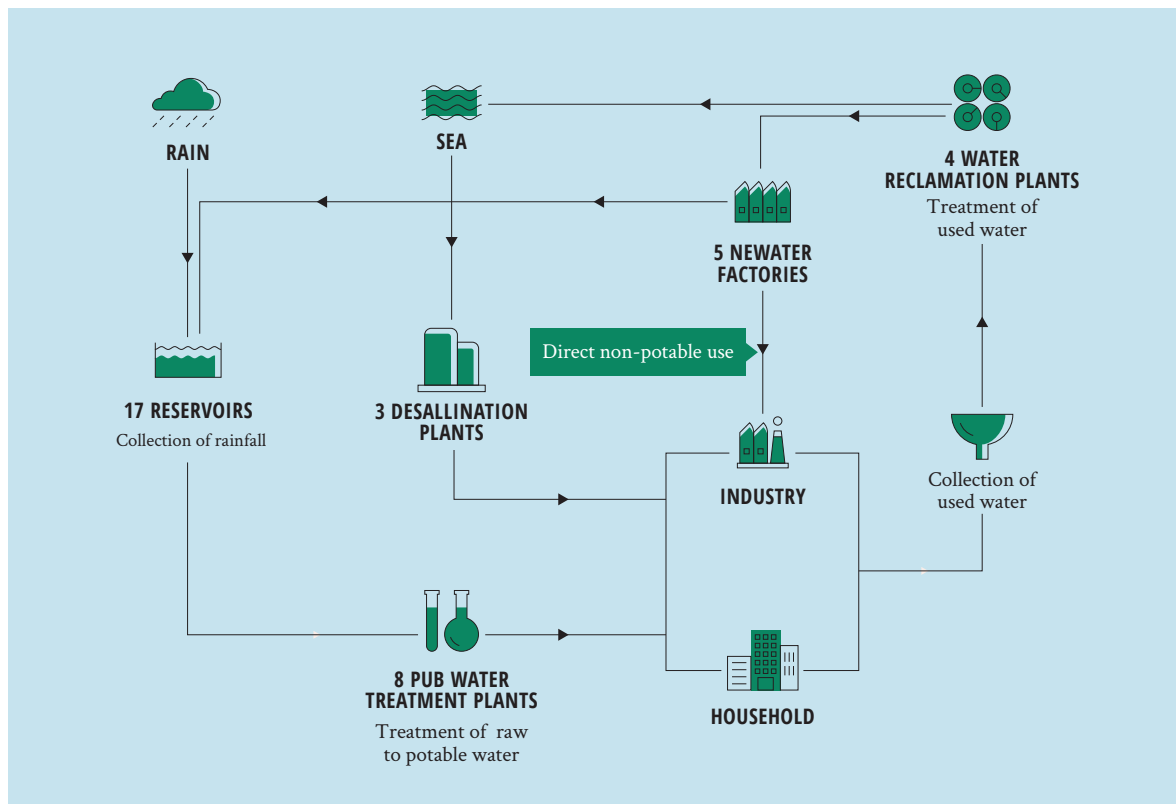 RAIN
SEA
4 WATER
RECLAMATION PLANTS
Treatment of
used water
5 NEWATER
FACTORIES
Direct non-potable use
17 RESERVOIRS
Collection of rainfall
3 DESALLINATION
PLANTS
INDUSTRY
Collection of
used water
8 PUB WATER
TREATMENT PLANTS
Treatment of raw
to potable water
HOUSEHOLD